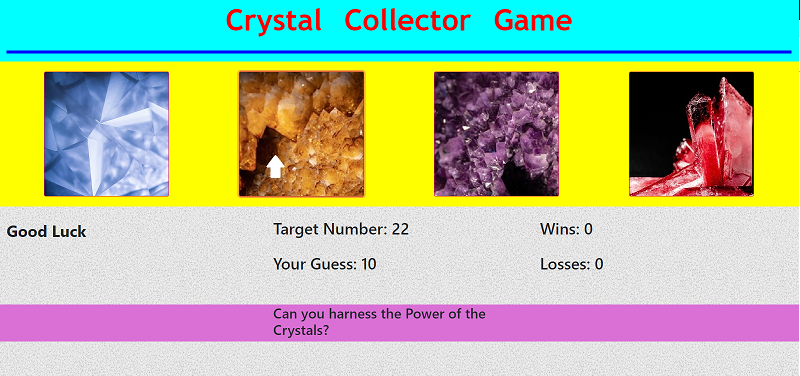 Crystal Collector Game
Good Luck
Target Number: 22
Wins: 0
Your Guess: 10
Losses: 0
Can you harness the Power of the
Crystals?